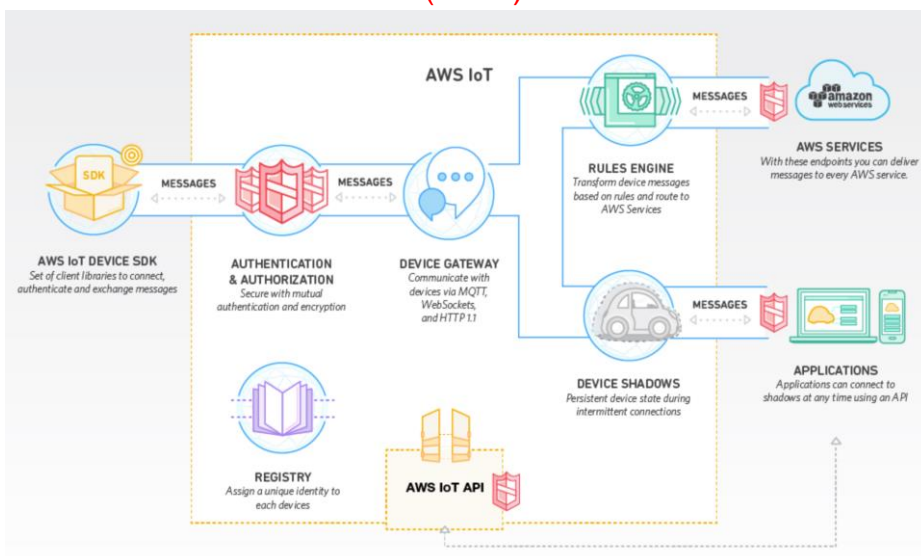 AWS IoT
MESSAGES
amazon
webservices
AWS SERVICES
With these endpoints you can deliver
messages to every AWS service.
RULES ENGINE
Transform device messages
based on rules and route to
AWS Services
SDK
MESSAGES
MESSAGES
AWS IoT DEVICE SDK
Set of client libraries to connect,
authenticate and exchange messages
AUTHENTICATION
& AUTHORIZATION
Secure with mutual
authentication and encryption
DEVICE GATEWAY
Communicate with
devices via MQTT,
WebSockets,
and HTTP 1.1
MESSAGES
DEVICE SHADOWS
Persistent device state during
intermittent connections
APPLICATIONS
Applications can connect to
shadows at any time using an API
REGISTRY
Assign a unique identity to
each devices
AWS IoT API